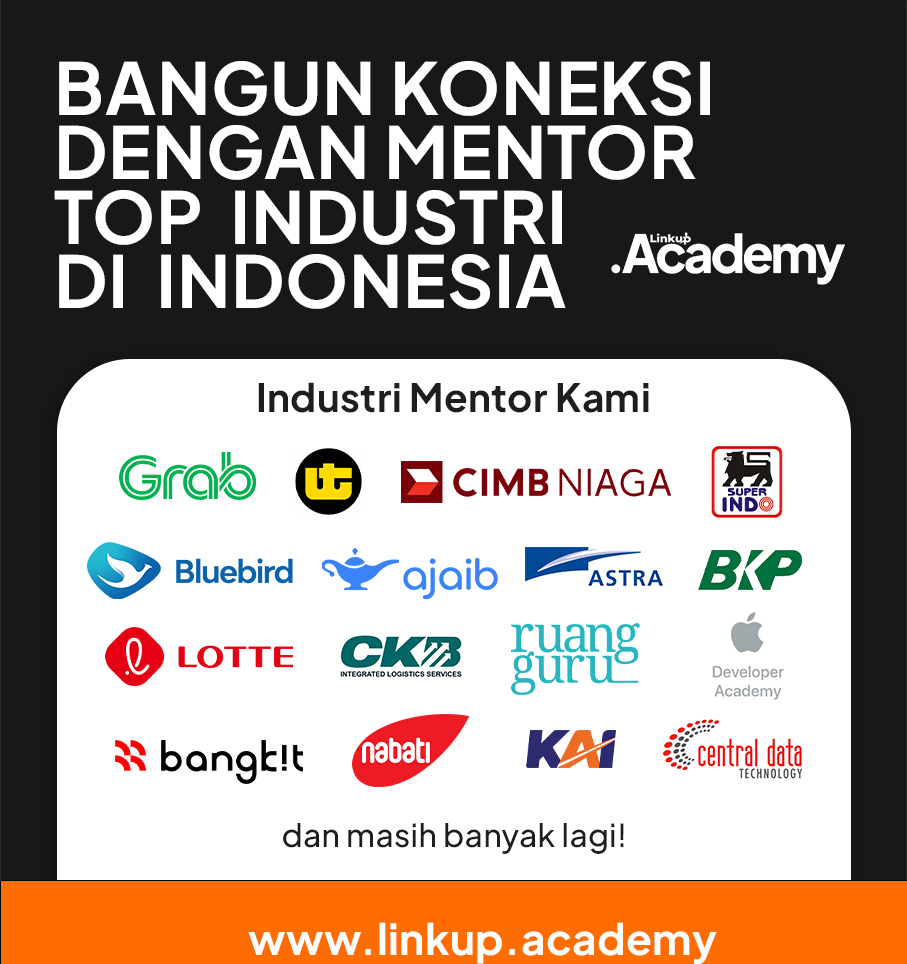 BANGUN KONEKSI
DENGAN MENTOR
TOP INDUSTRI
DI INDONESIA
Linkup
.Academy
Industri Mentor Kami
Grab
UT
CIMB NIAGA
SUPER
INDO
Bluebird
ajaib
ASTRA
BKP
LOTTE
CKB
INTEGRATED LOGISTICS SERVICES
ruang
guru
Developer
Academy
bangk!t
nabati
KAI
central data
TECHNOLOGY
dan masih banyak lagi!
www.linkup.academy